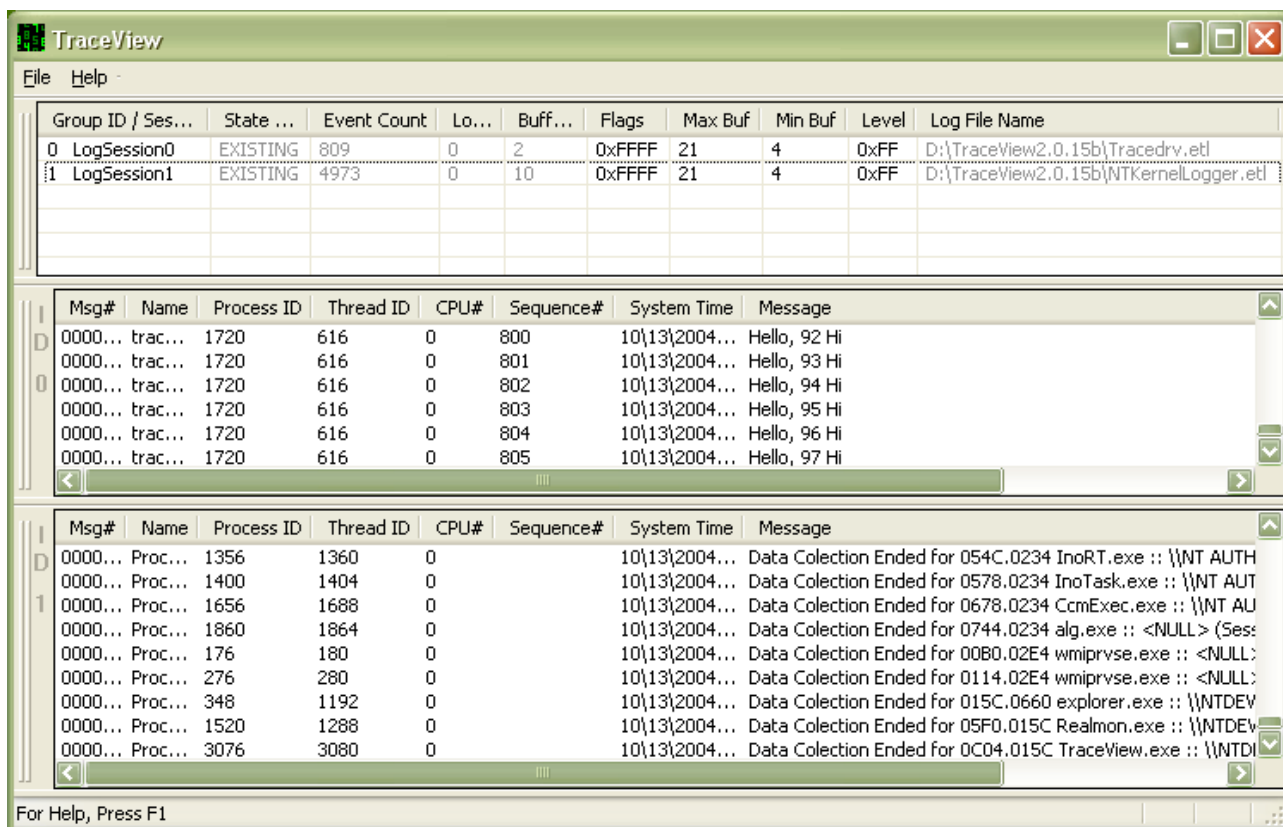 TraceView
File Help
Group ID / Ses... State ... Event Count Lo... Buff... Flags Max Buf Min Buf Level Log File Name
0 LogSession0 EXISTING 809 0 2 0xFFFF 21 4 0xFF D:\TraceView2.0.15b\Tracedrv.etl
1 LogSession1 EXISTING 4973 0 10 0xFFFF 21 4 0xFF D:\TraceView2.0.15b\NTKernelLogger.etl
ID 0
Msg# Name Process ID Thread ID CPU# Sequence# System Time Message
0000... trac... 1720 616 0 800 10\13\2004... Hello, 92 Hi
0000... trac... 1720 616 0 801 10\13\2004... Hello, 93 Hi
0000... trac... 1720 616 0 802 10\13\2004... Hello, 94 Hi
0000... trac... 1720 616 0 803 10\13\2004... Hello, 95 Hi
0000... trac... 1720 616 0 804 10\13\2004... Hello, 96 Hi
0000... trac... 1720 616 0 805 10\13\2004... Hello, 97 Hi
ID 1
Msg# Name Process ID Thread ID CPU# Sequence# System Time Message
0000... Proc... 1356 1360 0 10\13\2004... Data Colection Ended for 054C.0234 InoRT.exe :: \\NT AUTH
0000... Proc... 1400 1404 0 10\13\2004... Data Colection Ended for 0578.0234 InoTask.exe :: \\NT AUT
0000... Proc... 1656 1688 0 10\13\2004... Data Colection Ended for 0678.0234 CcmExec.exe :: \\NT AU
0000... Proc... 1860 1864 0 10\13\2004... Data Colection Ended for 0744.0234 alg.exe :: <NULL> (Sess
0000... Proc... 176 180 0 10\13\2004... Data Colection Ended for 00B0.02E4 wmiprvse.exe :: <NULL>
0000... Proc... 276 280 0 10\13\2004... Data Colection Ended for 0114.02E4 wmiprvse.exe :: <NULL>
0000... Proc... 348 1192 0 10\13\2004... Data Colection Ended for 015C.0660 explorer.exe :: \\NTDEV
0000... Proc... 1520 1288 0 10\13\2004... Data Colection Ended for 05F0.015C Realmon.exe :: \\NTDEV
0000... Proc... 3076 3080 0 10\13\2004... Data Colection Ended for 0C04.015C TraceView.exe :: \\NTD
For Help, Press F1